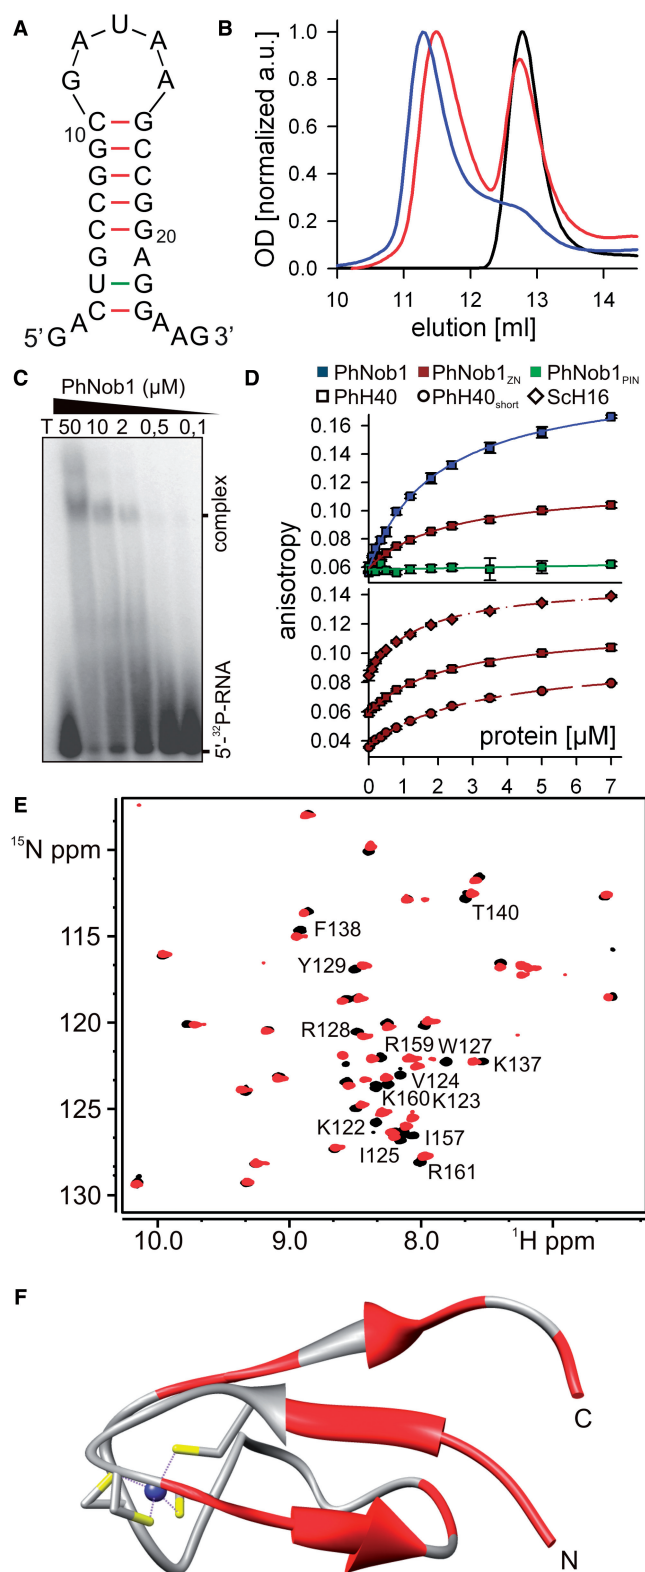 A
U
A
A
G
A
C
G
10
G
C
G
C
C
G
C
G
20
C
G
G
A
U
G
A
C
G
5'
G
A
A
G
3'
B
OD [normalized a.u.]
1.0
0.8
0.6
0.4
0.2
0.0
10 11 12 13 14
elution [ml]
C
PhNob1 (µM)
T 50 10 2 0,5 0,1
complex
5'-³²P-RNA
D
PhNob1 PhNob1ZN PhNob1PIN
PhH40 PhH40short ScH16
anisotropy
0.16
0.14
0.12
0.10
0.08
0.06
0.14
0.12
0.10
0.08
0.06
0.04
protein [µM]
0 1 2 3 4 5 6 7
E
¹⁵N ppm
115
120
125
130
F138
T140
Y129
R128
R159 W127
K137
V124
K160 K123
K122
I157
I125
R161
10.0 9.0 8.0 ¹H ppm
F
C
N